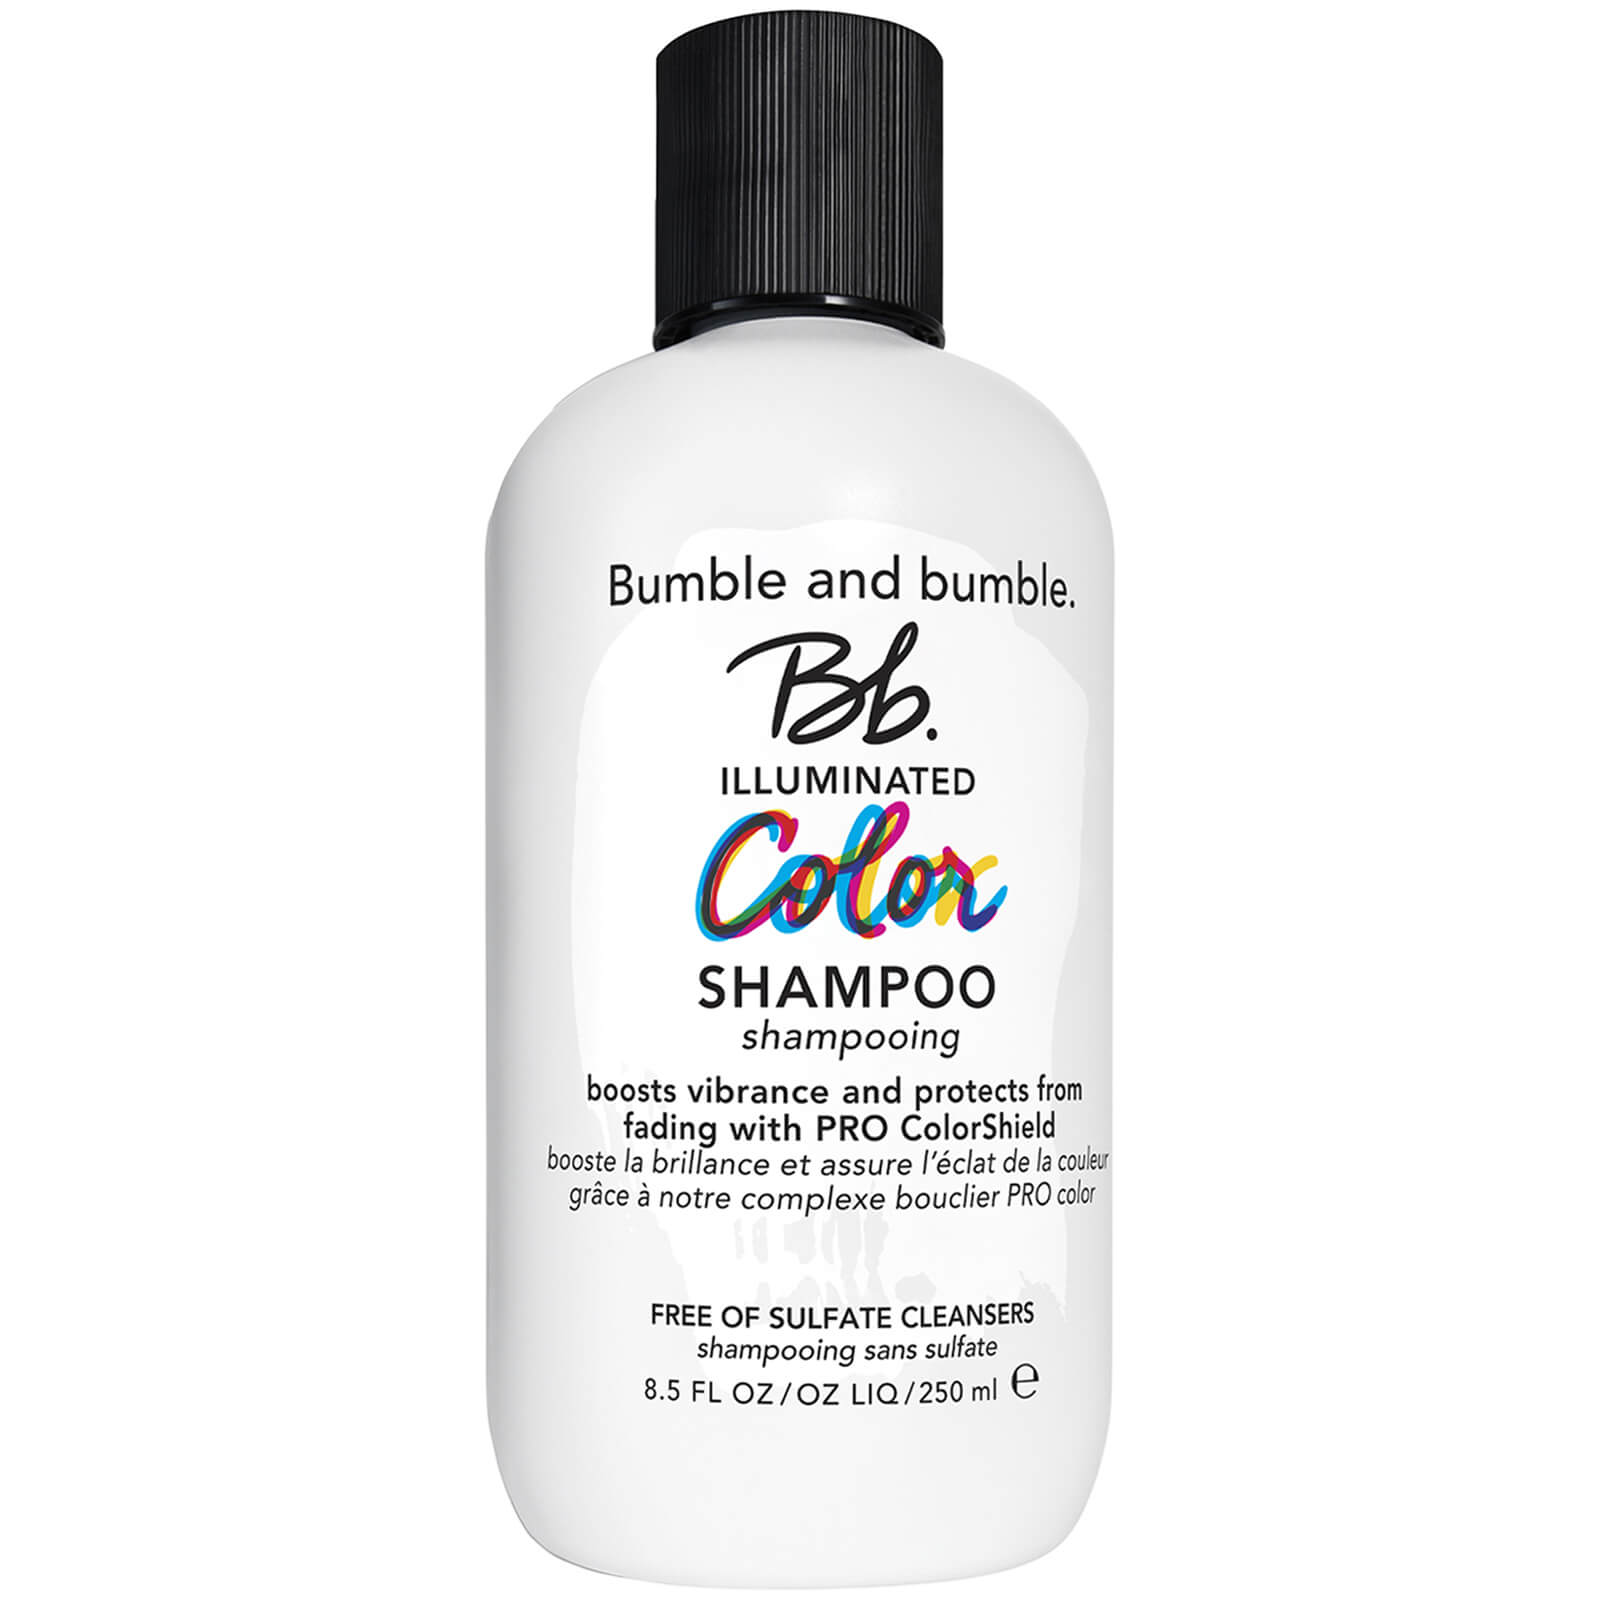 Bumble and bumble.
Bb.
ILLUMINATED
Color
SHAMPOO
shampooing
boosts vibrance and protects from
fading with PRO ColorShield
booste la brillance et assure l'éclat de la couleur
grâce à notre complexe bouclier PRO color
FREE OF SULFATE CLEANSERS
shampooing sans sulfate
8.5 FL OZ/OZ LIQ/250 ml ℮